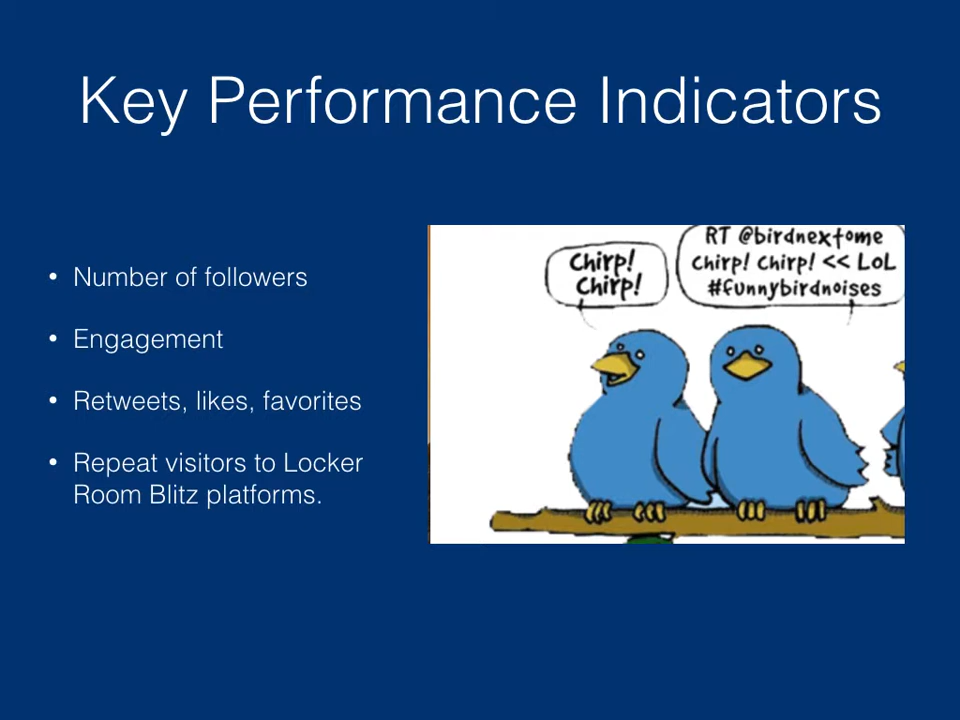 Key Performance Indicators
• Number of followers
• Engagement
• Retweets, likes, favorites
• Repeat visitors to Locker
Room Blitz platforms.
Chirp!
Chirp!
RT @birdnextome
Chirp! Chirp! << LoL
#funnybirdnoises